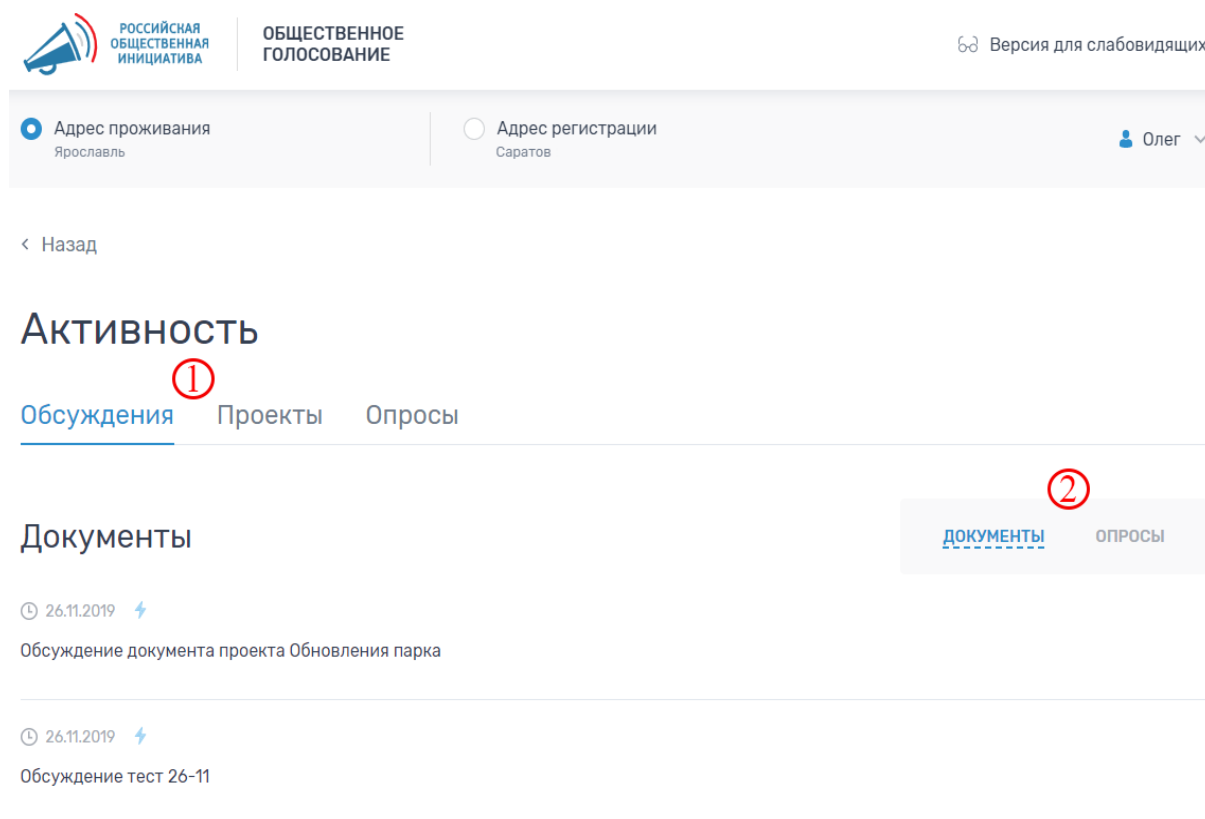 РОССИЙСКАЯ
ОБЩЕСТВЕННАЯ
ИНИЦИАТИВА
ОБЩЕСТВЕННОЕ
ГОЛОСОВАНИЕ
Версия для слабовидящих
Адрес проживания
Ярославль
Адрес регистрации
Саратов
Олег
Назад
Активность
1
Обсуждения Проекты Опросы
2
Документы
ДОКУМЕНТЫ ОПРОСЫ
26.11.2019
Обсуждение документа проекта Обновления парка
26.11.2019
Обсуждение тест 26-11